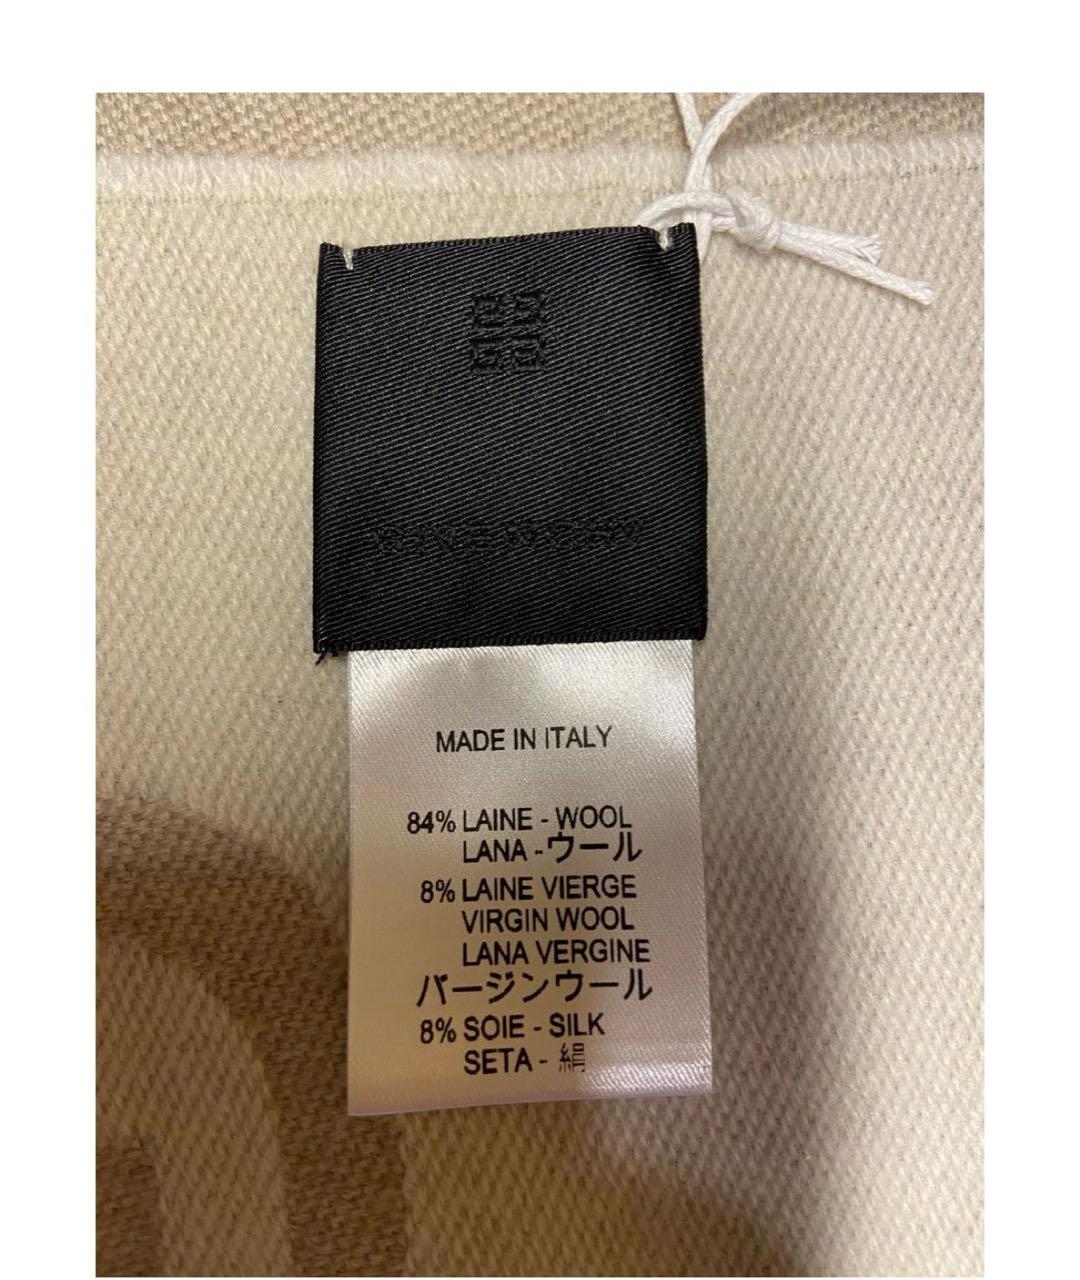 MADE IN ITALY
84% LAINE - WOOL
LANA - ウール
8% LAINE VIERGE
VIRGIN WOOL
LANA VERGINE
バージンウール
8% SOIE - SILK
SETA - 絹